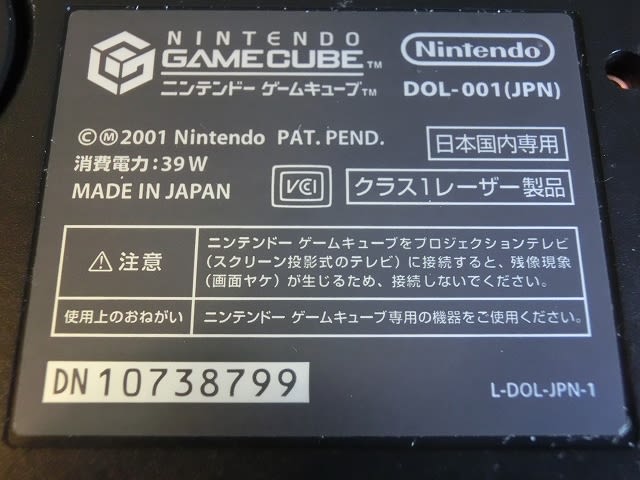 NINTENDO
GAMECUBE™
ニンテンドー ゲームキューブ™
Nintendo
DOL-001(JPN)
©Ⓜ2001 Nintendo PAT. PEND.
日本国内専用
消費電力:39W
MADE IN JAPAN
VCI
クラス1レーザー製品
⚠注意
ニンテンドー ゲームキューブをプロジェクションテレビ
(スクリーン投影式のテレビ)に接続すると、残像現象
(画面ヤケ)が生じるため、接続しないでください。
使用上のおねがい
ニンテンドー ゲームキューブ専用の機器をご使用ください。
DN10738799
L-DOL-JPN-1